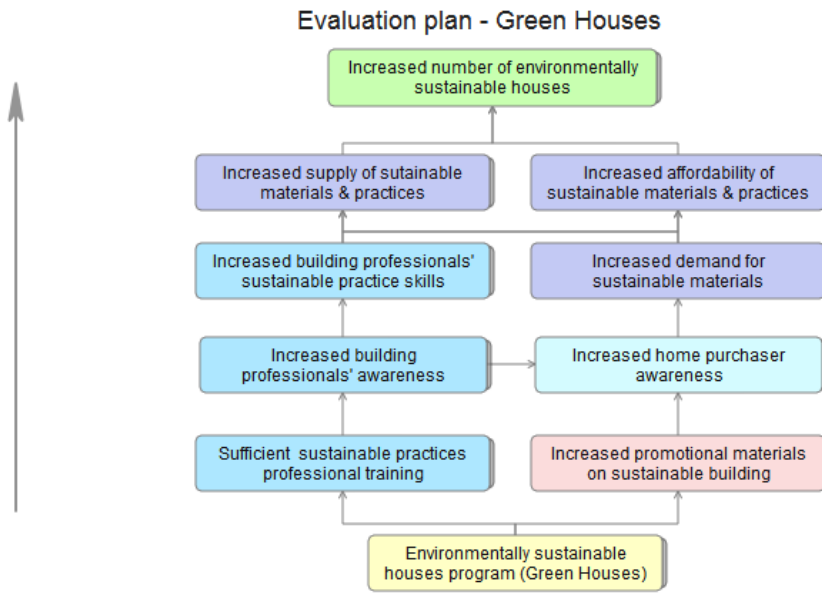 Evaluation plan - Green Houses
Increased number of environmentally
sustainable houses
Increased supply of sutainable
materials & practices
Increased affordability of
sustainable materials & practices
Increased building professionals'
sustainable practice skills
Increased demand for
sustainable materials
Increased building
professionals' awareness
Increased home purchaser
awareness
Sufficient sustainable practices
professional training
Increased promotional materials
on sustainable building
Environmentally sustainable
houses program (Green Houses)